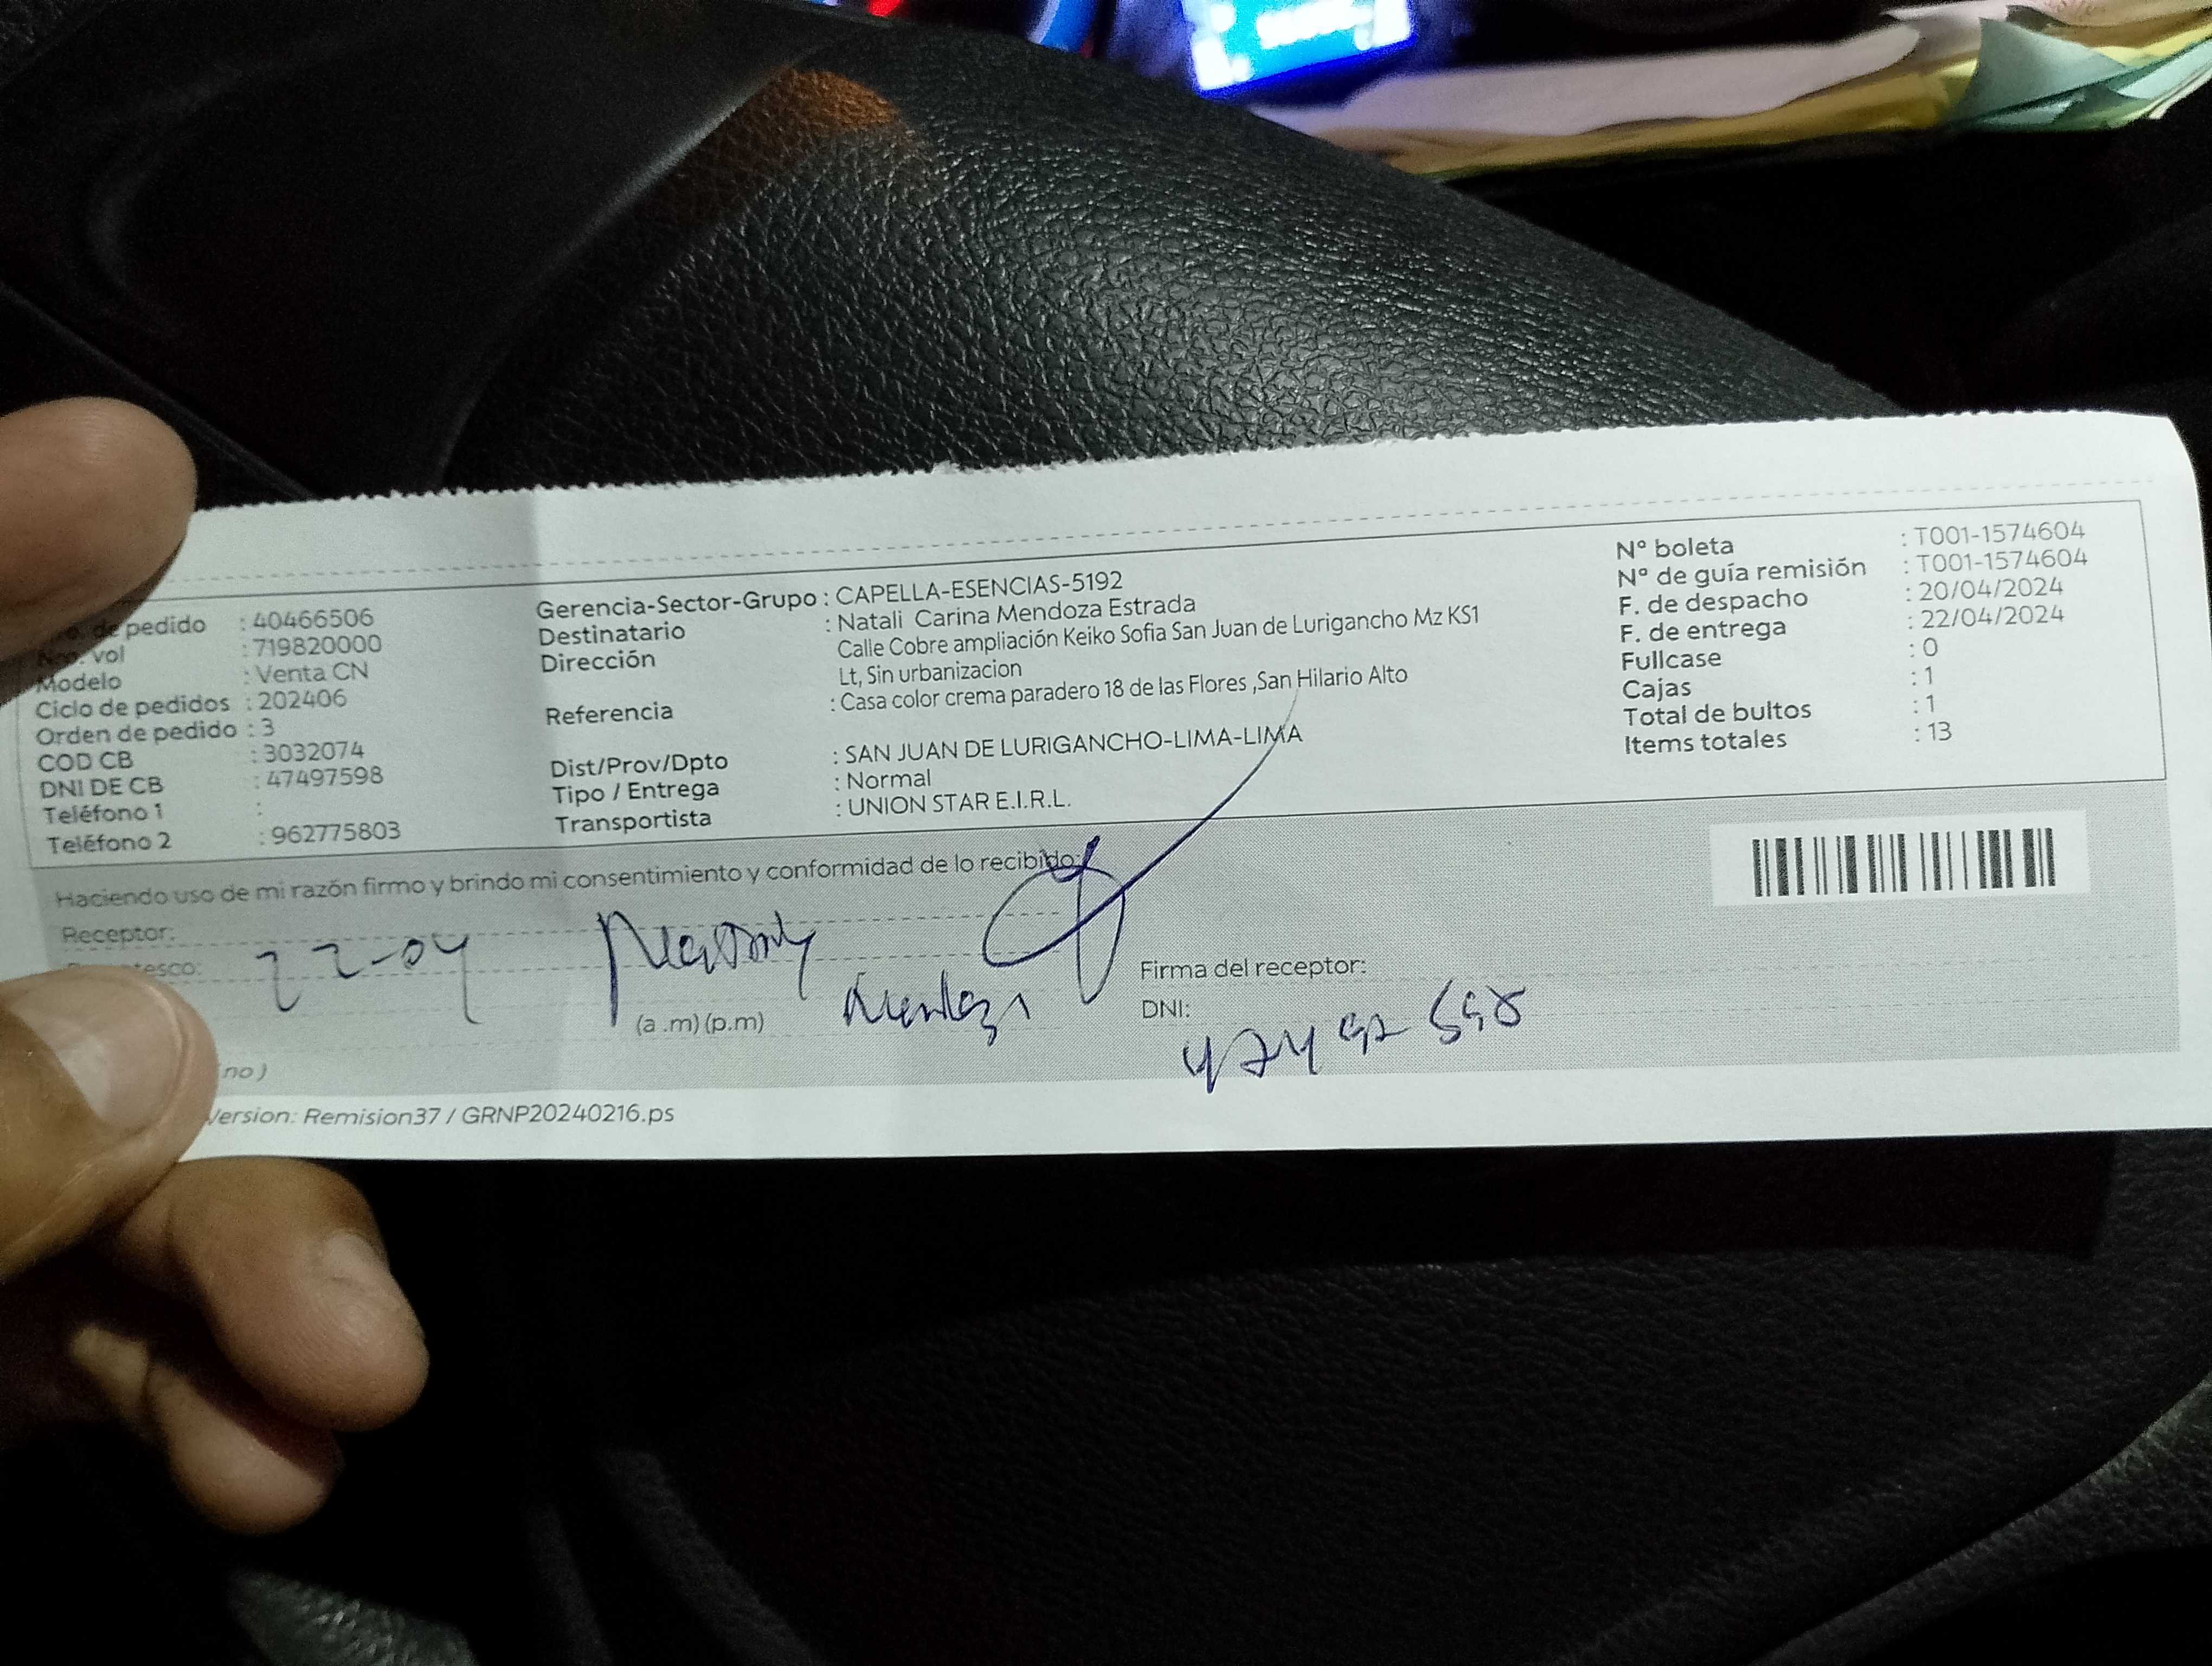 de pedido : 40466506
Nro. vol : 719820000
Modelo : Venta CN
Ciclo de pedidos : 202406
Orden de pedido : 3
COD CB : 3032074
DNI DE CB : 47497598
Teléfono 1 :
Teléfono 2 : 962775803
Gerencia-Sector-Grupo : CAPELLA-ESENCIAS-5192
Destinatario : Natali Carina Mendoza Estrada
Dirección Calle Cobre ampliación Keiko Sofia San Juan de Lurigancho Mz KS1
Lt, Sin urbanizacion
Referencia : Casa color crema paradero 18 de las Flores ,San Hilario Alto
Dist/Prov/Dpto : SAN JUAN DE LURIGANCHO-LIMA-LIMA
Tipo / Entrega : Normal
Transportista : UNION STAR E.I.R.L.
N° boleta : T001-1574604
N° de guía remisión : T001-1574604
F. de despacho : 20/04/2024
F. de entrega : 22/04/2024
Fullcase : 0
Cajas : 1
Total de bultos : 1
Items totales : 13
Haciendo uso de mi razón firmo y brindo mi consentimiento y conformidad de lo recibido:
Receptor:
22-04
(a .m) (p.m)
Firma del receptor:
DNI:
no )
Version: Remision37 / GRNP20240216.ps